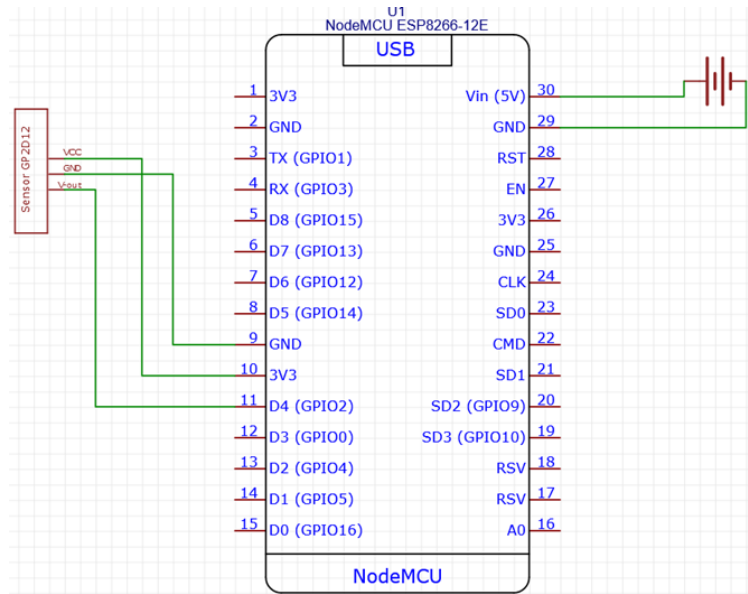 U1
NodeMCU ESP8266-12E
USB
1 3V3
2 GND
3 TX (GPIO1)
4 RX (GPIO3)
5 D8 (GPIO15)
6 D7 (GPIO13)
7 D6 (GPIO12)
8 D5 (GPIO14)
9 GND
10 3V3
11 D4 (GPIO2)
12 D3 (GPIO0)
13 D2 (GPIO4)
14 D1 (GPIO5)
15 D0 (GPIO16)
Vin (5V) 30
GND 29
RST 28
EN 27
3V3 26
GND 25
CLK 24
SD0 23
CMD 22
SD1 21
SD2 (GPIO9) 20
SD3 (GPIO10) 19
RSV 18
RSV 17
A0 16
NodeMCU
Sensor GP2D12
VCC
GND
V-out